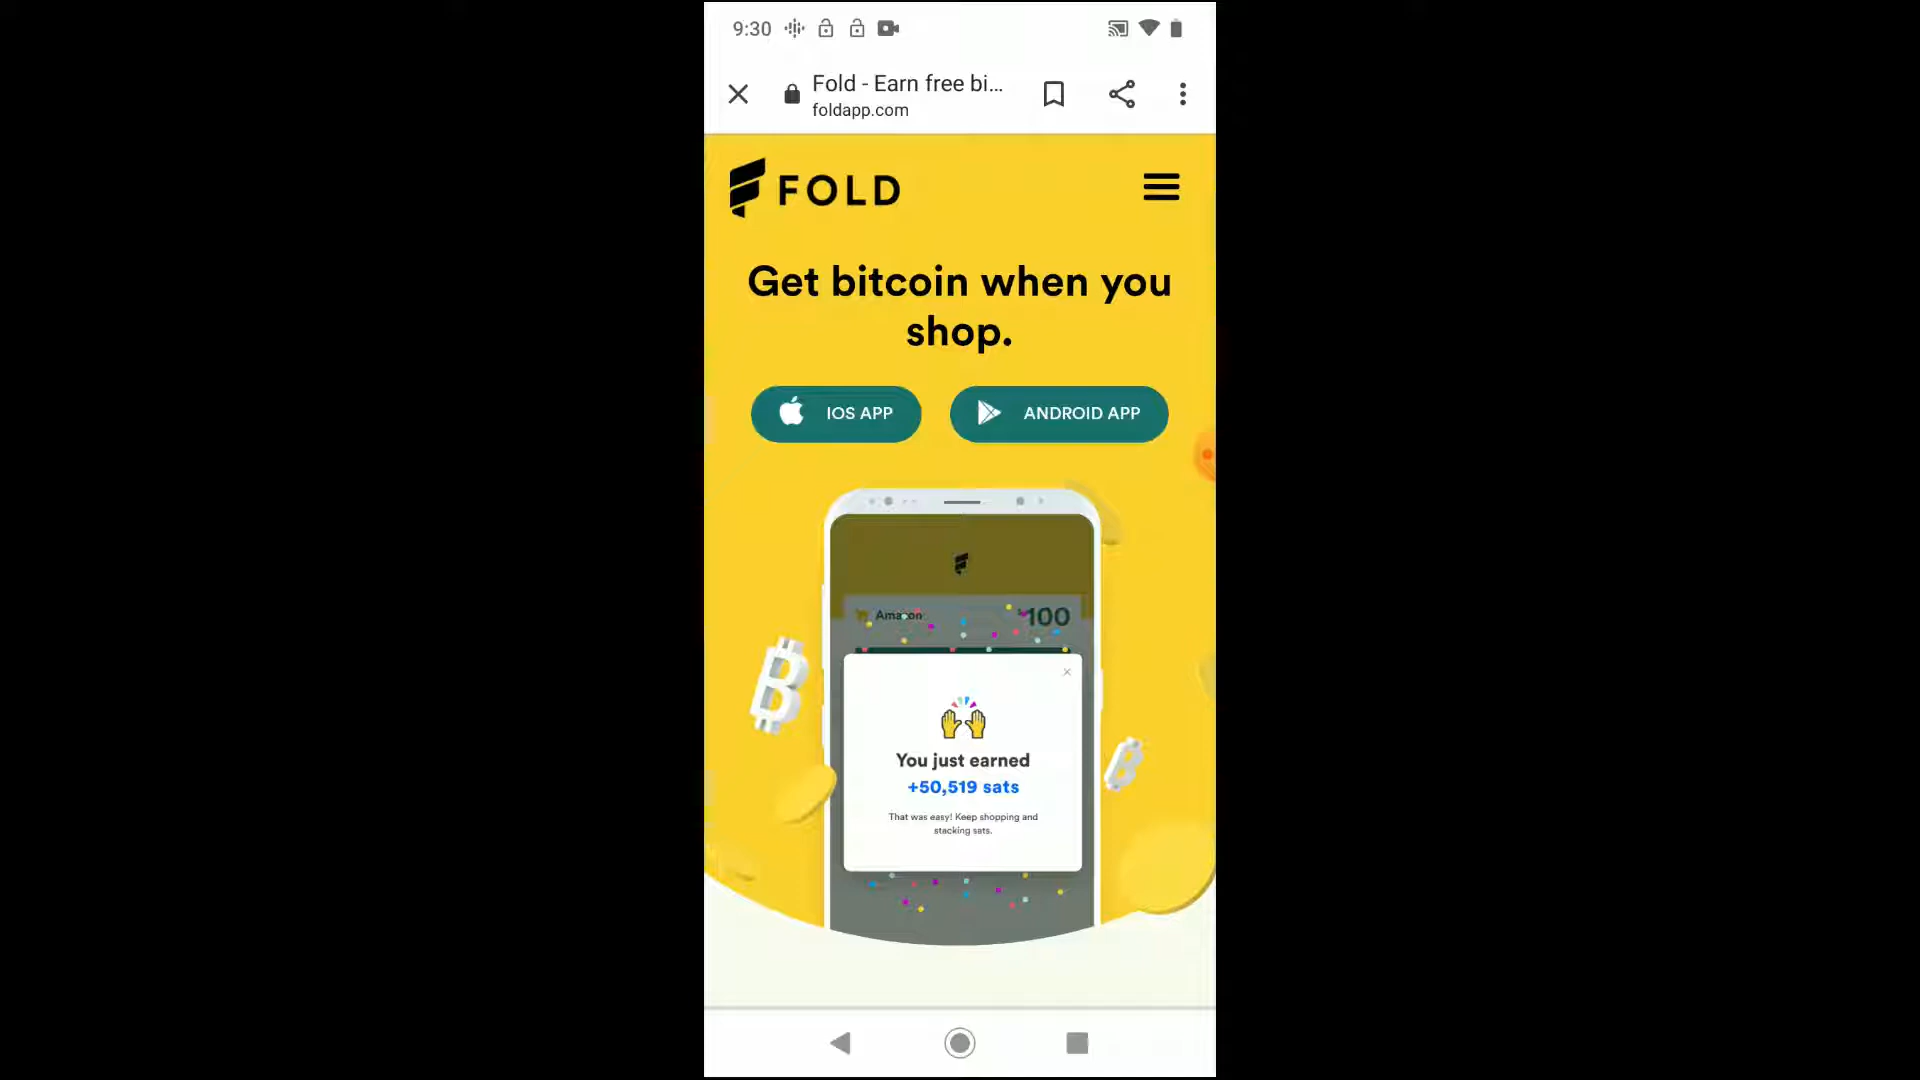 9:30
Fold - Earn free bi...
foldapp.com
FOLD
Get bitcoin when you
shop.
IOS APP
ANDROID APP
Amazon
100
You just earned
+50,519 sats
That was easy! Keep shopping and
stacking sats.